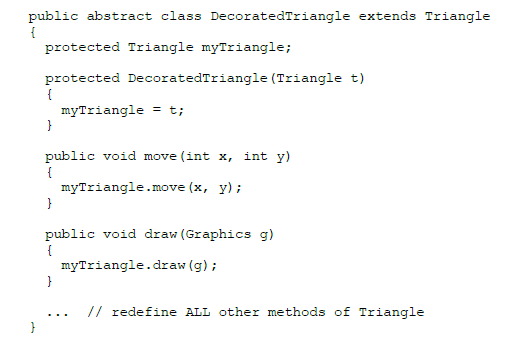 public abstract class DecoratedTriangle extends Triangle
{
  protected Triangle myTriangle;

  protected DecoratedTriangle(Triangle t)
  {
    myTriangle = t;
  }

  public void move(int x, int y)
  {
    myTriangle.move(x, y);
  }

  public void draw(Graphics g)
  {
    myTriangle.draw(g);
  }

  ...  // redefine ALL other methods of Triangle
}